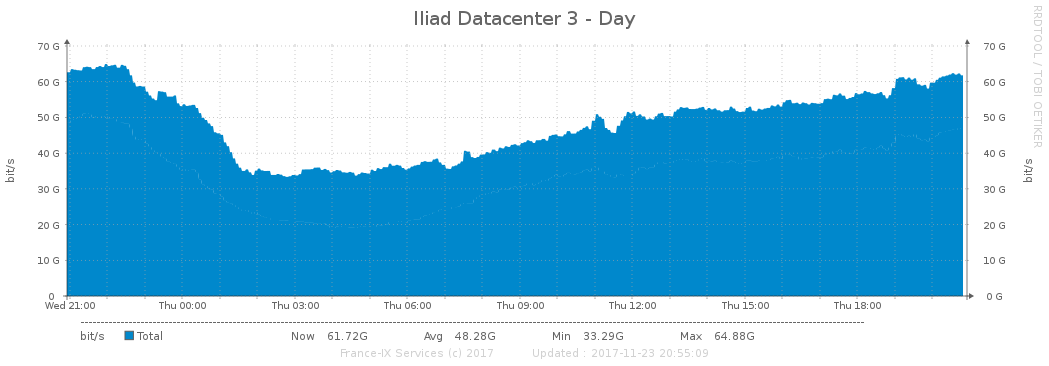 Iliad Datacenter 3 - Day
RRDTOOL / TOBI OETIKER
bit/s
70 G 70 G
60 G 60 G
50 G 50 G
40 G 40 G
30 G 30 G
20 G 20 G
10 G 10 G
0 0 G
bit/s
Wed 21:00 Thu 00:00 Thu 03:00 Thu 06:00 Thu 09:00 Thu 12:00 Thu 15:00 Thu 18:00
bit/s Total Now 61.72G Avg 48.28G Min 33.29G Max 64.88G
France-IX Services (c) 2017 Updated : 2017-11-23 20:55:09